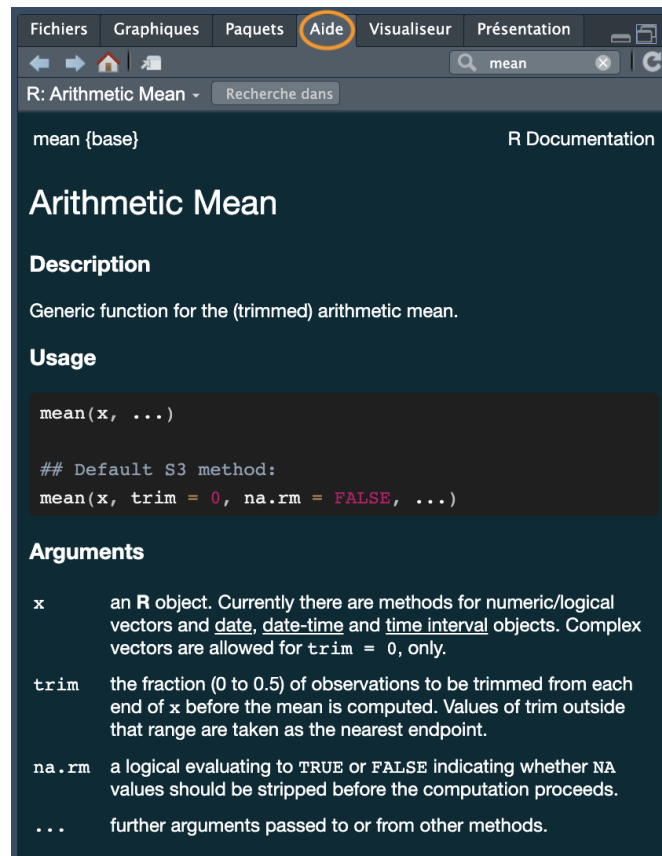 Fichiers Graphiques Paquets Aide Visualiseur Présentation
mean
R: Arithmetic Mean Recherche dans
mean {base} R Documentation
Arithmetic Mean
Description
Generic function for the (trimmed) arithmetic mean.
Usage
mean(x, ...)
## Default S3 method:
mean(x, trim = 0, na.rm = FALSE, ...)
Arguments
x an R object. Currently there are methods for numeric/logical
vectors and date, date-time and time interval objects. Complex
vectors are allowed for trim = 0, only.
trim the fraction (0 to 0.5) of observations to be trimmed from each
end of x before the mean is computed. Values of trim outside
that range are taken as the nearest endpoint.
na.rm a logical evaluating to TRUE or FALSE indicating whether NA
values should be stripped before the computation proceeds.
... further arguments passed to or from other methods.